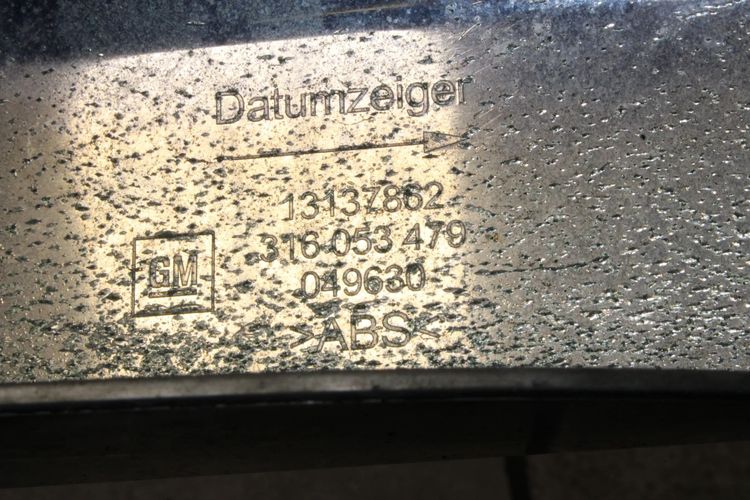 Datumzeiger
13137862
316 053 479
GM
049630
>ABS<